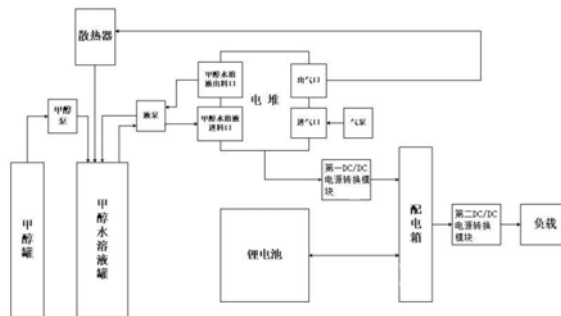 散热器
甲醇水溶
液出料口
出气口
电 堆
甲醇
泵
液泵
甲醇水溶液
进料口
进气口
气泵
第一DC/DC
电源转换模
块
甲
醇
罐
甲
醇
水
溶
液
罐
锂电池
配
电
箱
第二DC/DC
电源转换
模块
负载